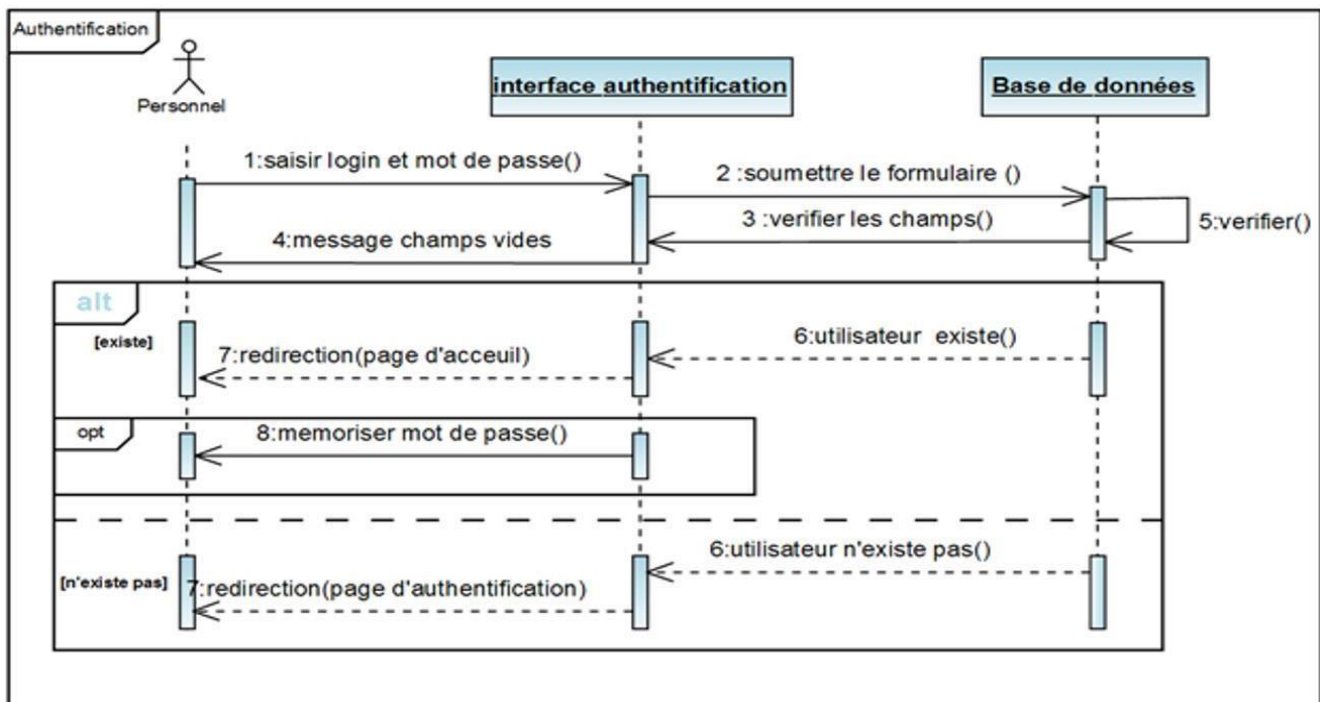 Authentification
Personnel
interface authentification
Base de données
1:saisir login et mot de passe()
2 :soumettre le formulaire ()
3 :verifier les champs()
4:message champs vides
5:verifier()
alt
[existe]
6:utilisateur existe()
7:redirection(page d'acceuil)
opt
8:memoriser mot de passe()
6:utilisateur n'existe pas()
[n'existe pas]
7:redirection(page d'authentification)